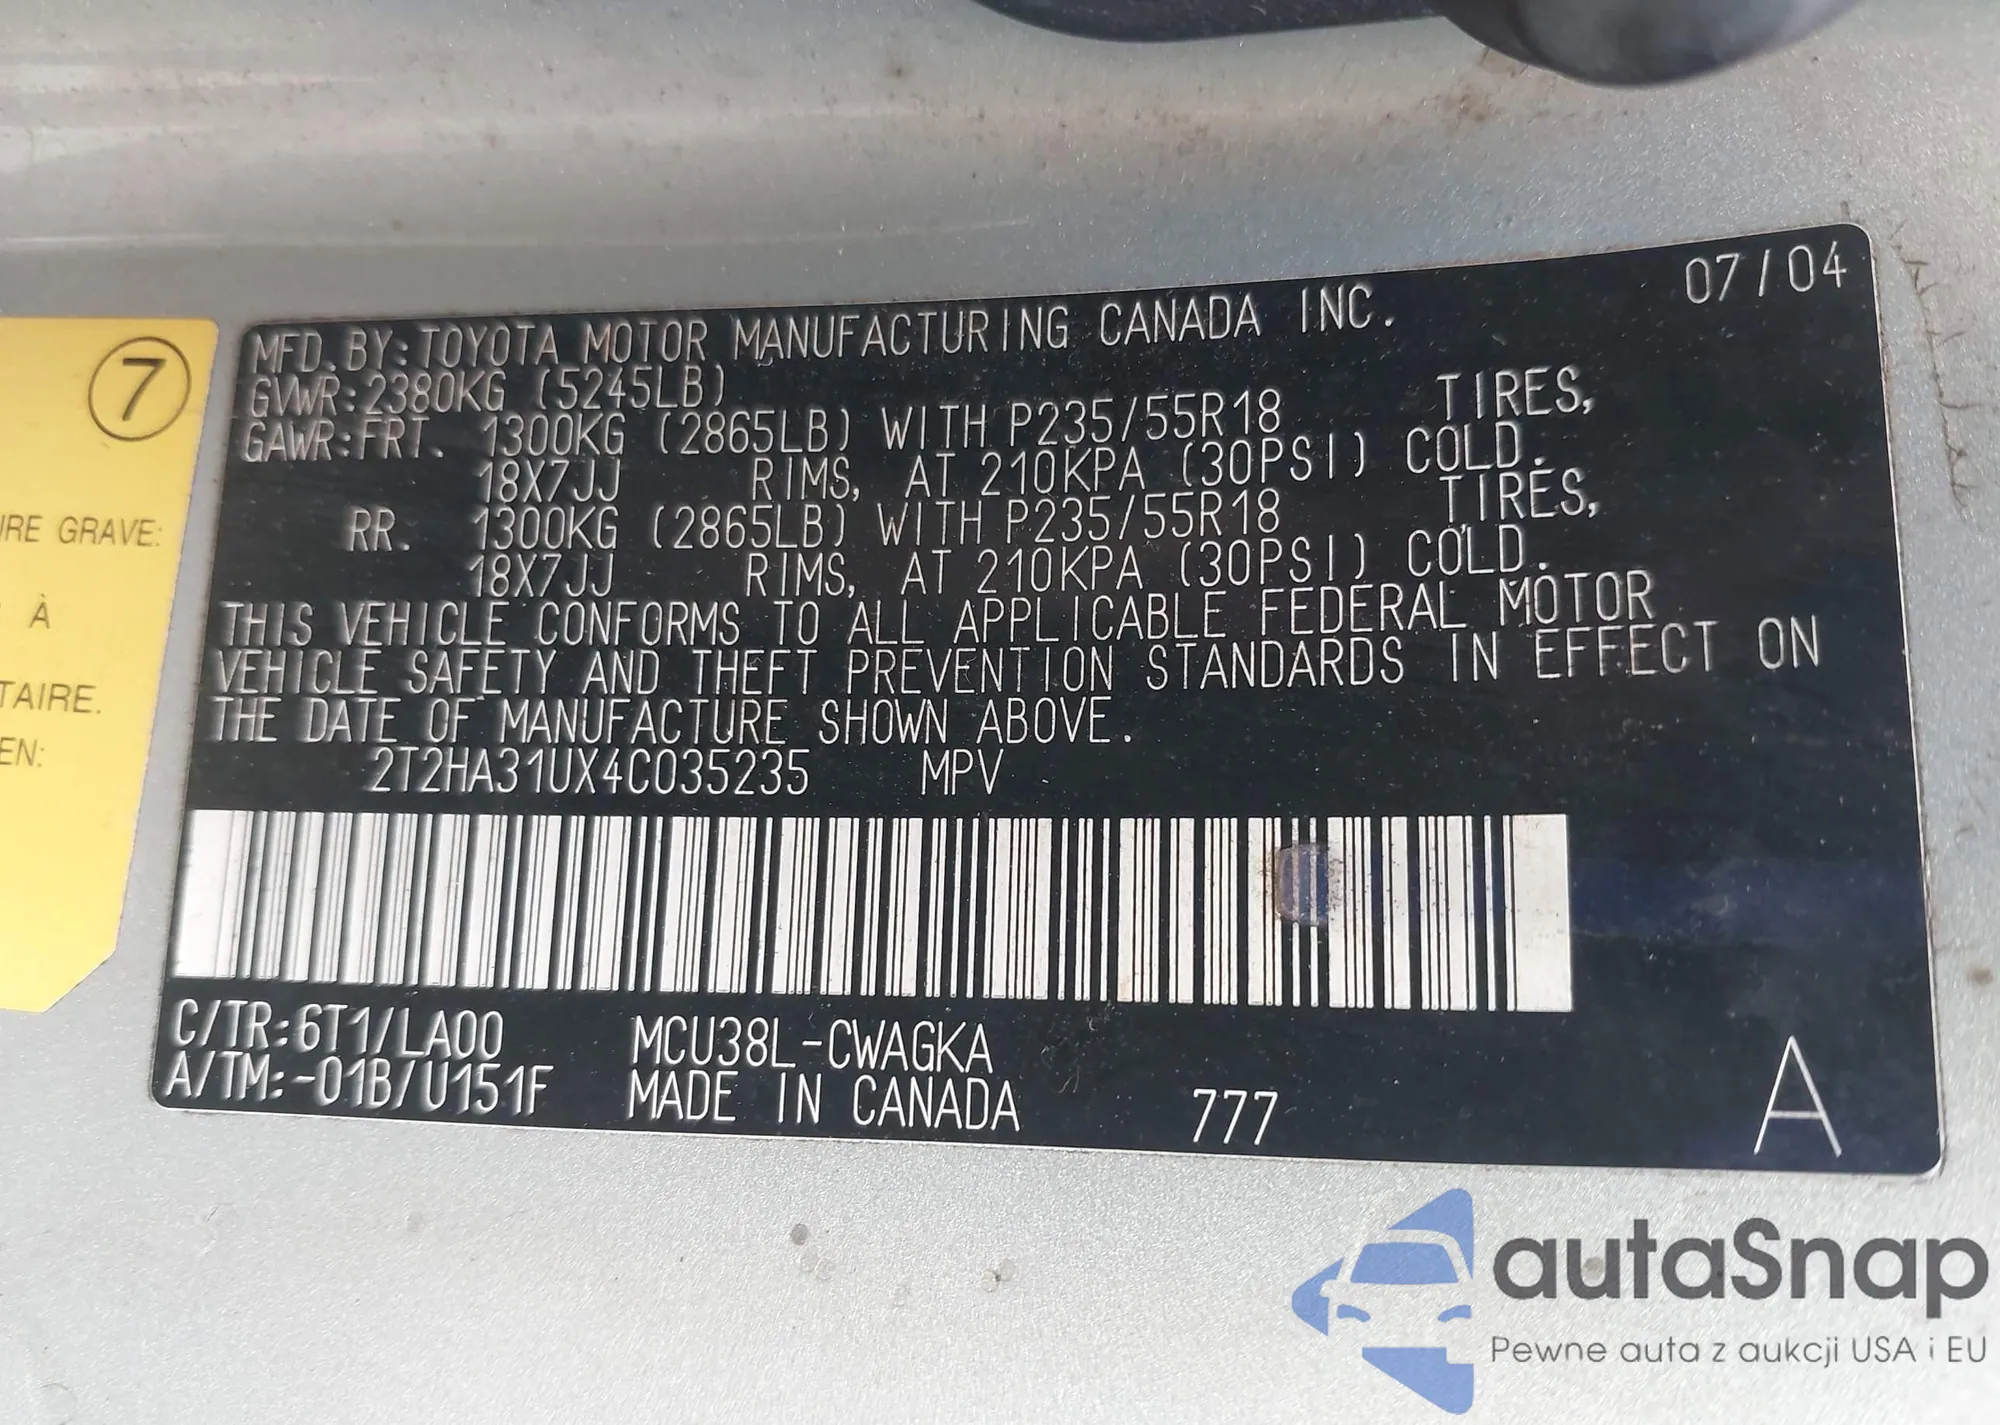 7
IRE GRAVE:
À
TAIRE.
EN:
07/04
MFD. BY: TOYOTA MOTOR MANUFACTURING CANADA INC.
GVWR: 2380KG (5245LB)
GAWR: FRT. 1300KG (2865LB) WITH P235/55R18 TIRES,
18X7JJ RIMS, AT 210KPA (30PSI) COLD.
RR. 1300KG (2865LB) WITH P235/55R18 TIRES,
18X7JJ RIMS, AT 210KPA (30PSI) COLD.
THIS VEHICLE CONFORMS TO ALL APPLICABLE FEDERAL MOTOR
VEHICLE SAFETY AND THEFT PREVENTION STANDARDS IN EFFECT ON
THE DATE OF MANUFACTURE SHOWN ABOVE.
2T2HA31UX4C035235 MPV
C/TR: 6T1/LA00 MCU38L-CWAGKA
A/TM: -01B/U151F MADE IN CANADA 777 A
autaSnap
Pewne auta z aukcji USA i EU